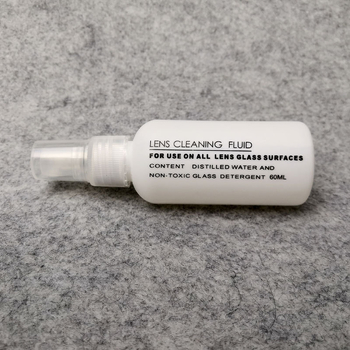 LENS CLEANING FLUID
FOR USE ON ALL LENS GLASS SURFACES
CONTENT DISTILLED WATER AND
NON-TOXIC GLASS DETERGENT 60ML